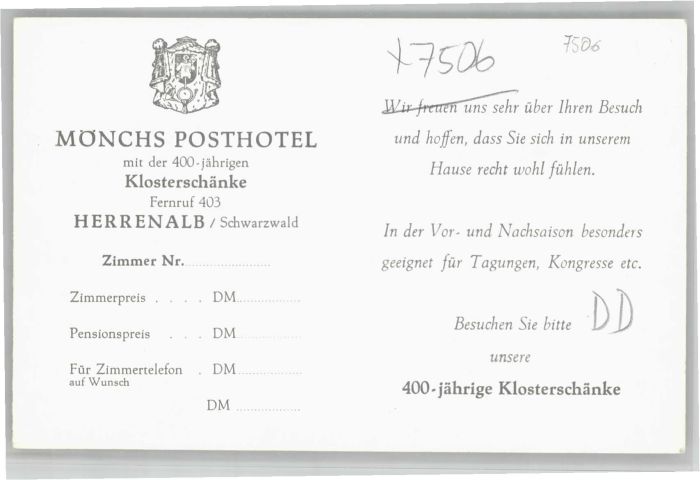 MÖNCHS POSTHOTEL
mit der 400-jährigen
Klosterschänke
Fernruf 403
HERRENALB / Schwarzwald
Zimmer Nr.
Zimmerpreis . . . . DM
Pensionspreis . . . DM
Für Zimmertelefon . DM
auf Wunsch
DM
x7506
7506
Wir freuen uns sehr über Ihren Besuch
und hoffen, dass Sie sich in unserem
Hause recht wohl fühlen.
In der Vor- und Nachsaison besonders
geeignet für Tagungen, Kongresse etc.
Besuchen Sie bitte
DD
unsere
400-jährige Klosterschänke